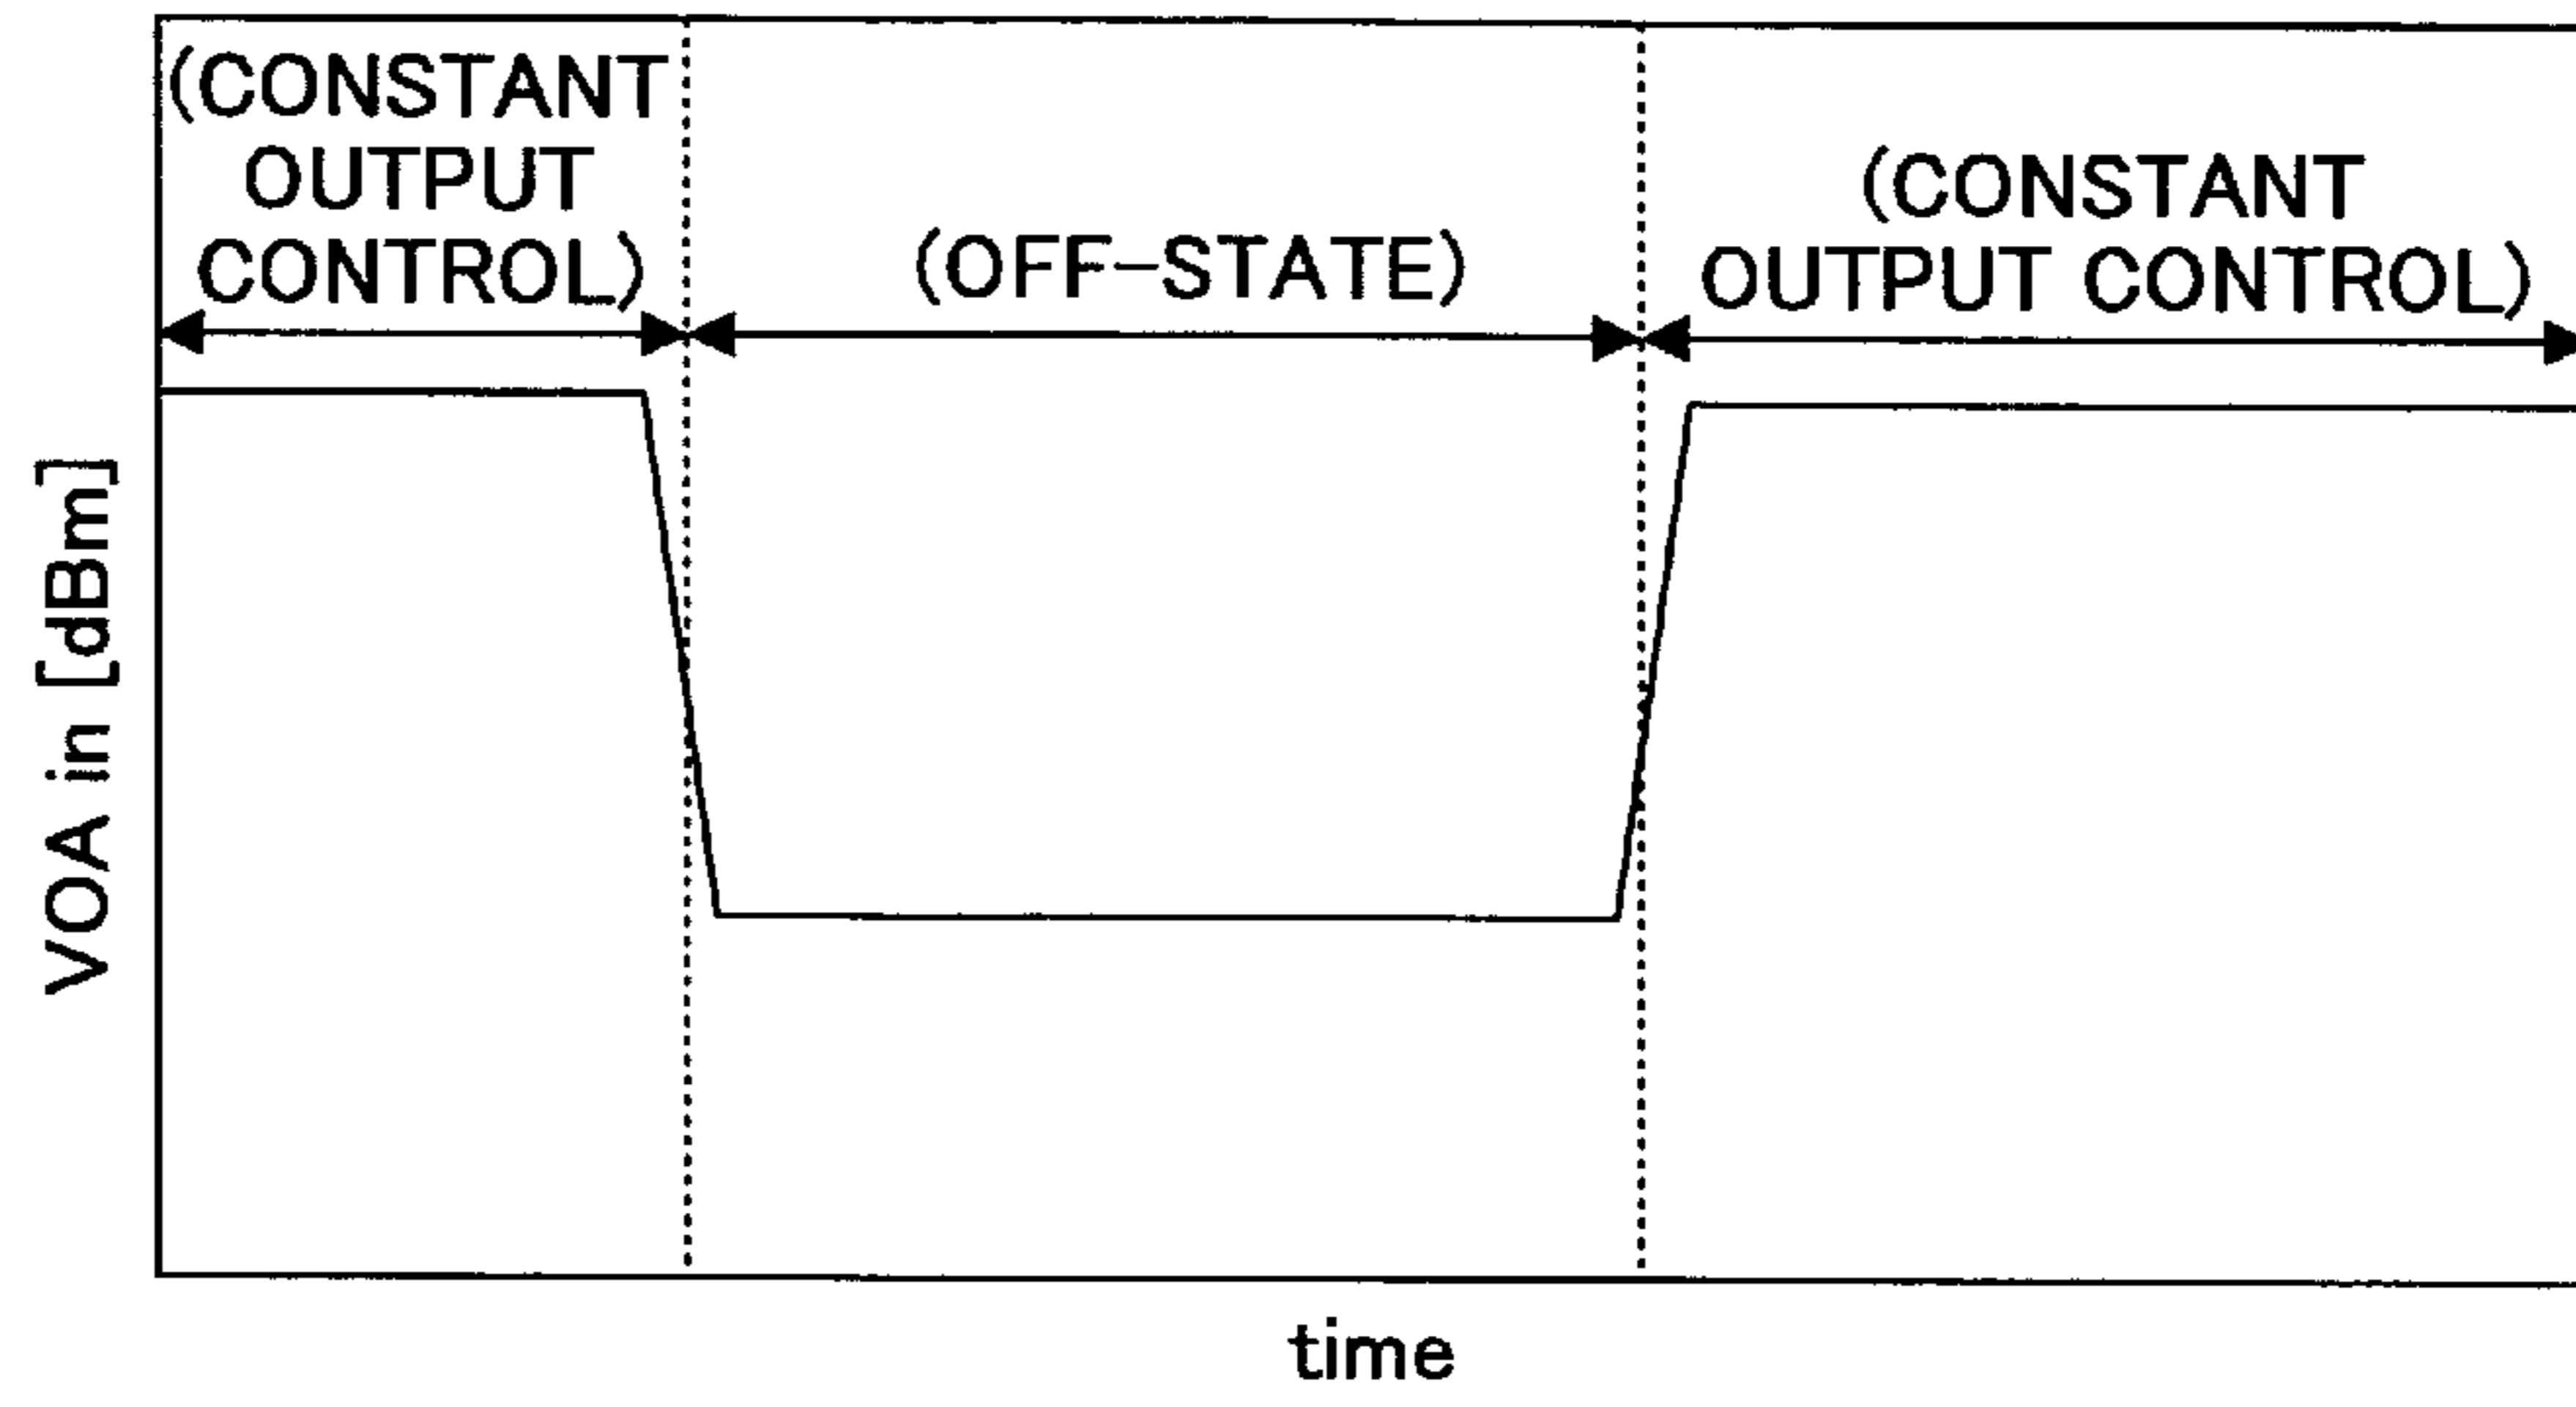 (CONSTANT
OUTPUT
CONTROL)
(OFF-STATE)
(CONSTANT
OUTPUT CONTROL)
VOA in [dBm]
time